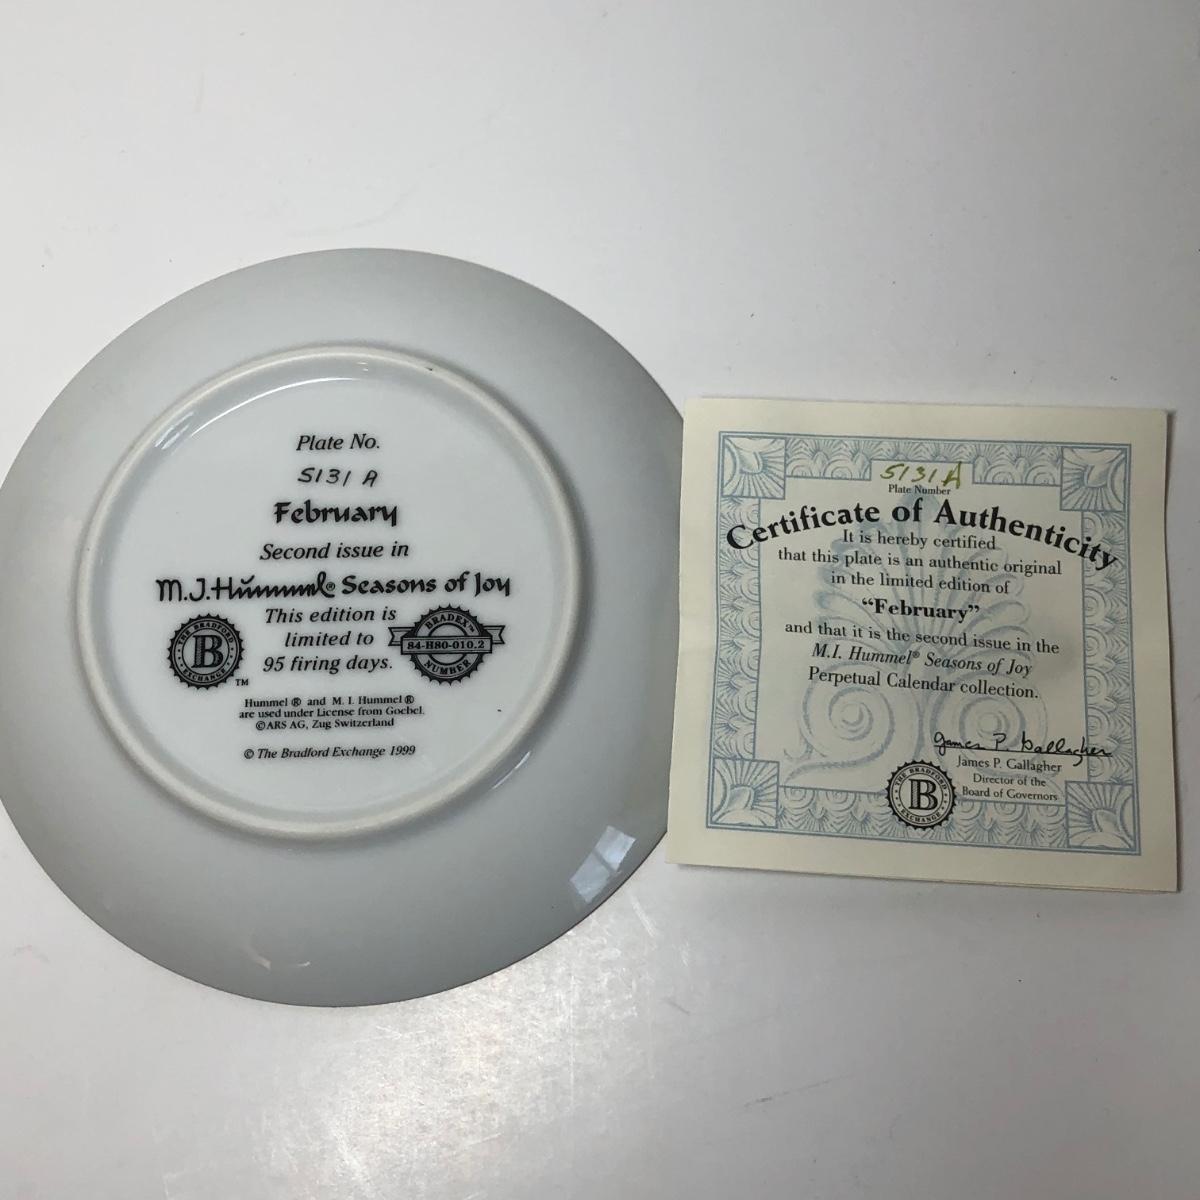 Plate No.
5131 A
February
Second issue in
M.J.Hummel® Seasons of Joy
This edition is
limited to
95 firing days.
THE BRADFORD
B
EXCHANGE
TM
BRADEX™
84-H80-010.2
NUMBER
Hummel ® and M. I. Hummel ®
are used under License from Goebel.
© ARS AG, Zug Switzerland
© The Bradford Exchange 1999
5131A
Plate Number
Certificate of Authenticity
It is hereby certified
that this plate is an authentic original
in the limited edition of
“February”
and that it is the second issue in the
M.I. Hummel® Seasons of Joy
Perpetual Calendar collection.
James P. Gallagher
James P. Gallagher
Director of the
Board of Governors
THE BRADFORD
B
EXCHANGE